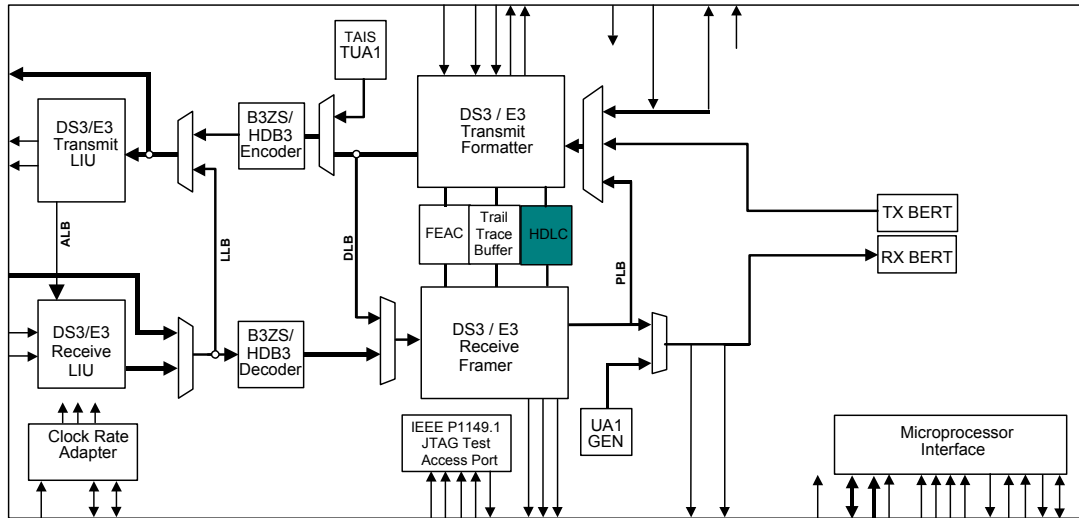 TAIS
TUA1
DS3/E3
Transmit
LIU
B3ZS/
HDB3
Encoder
DS3 / E3
Transmit
Formatter
ALB
LLB
DLB
FEAC
Trail
Trace
Buffer
HDLC
PLB
TX BERT
RX BERT
DS3/E3
Receive
LIU
B3ZS/
HDB3
Decoder
DS3 / E3
Receive
Framer
Clock Rate
Adapter
IEEE P1149.1
JTAG Test
Access Port
UA1
GEN
Microprocessor
Interface